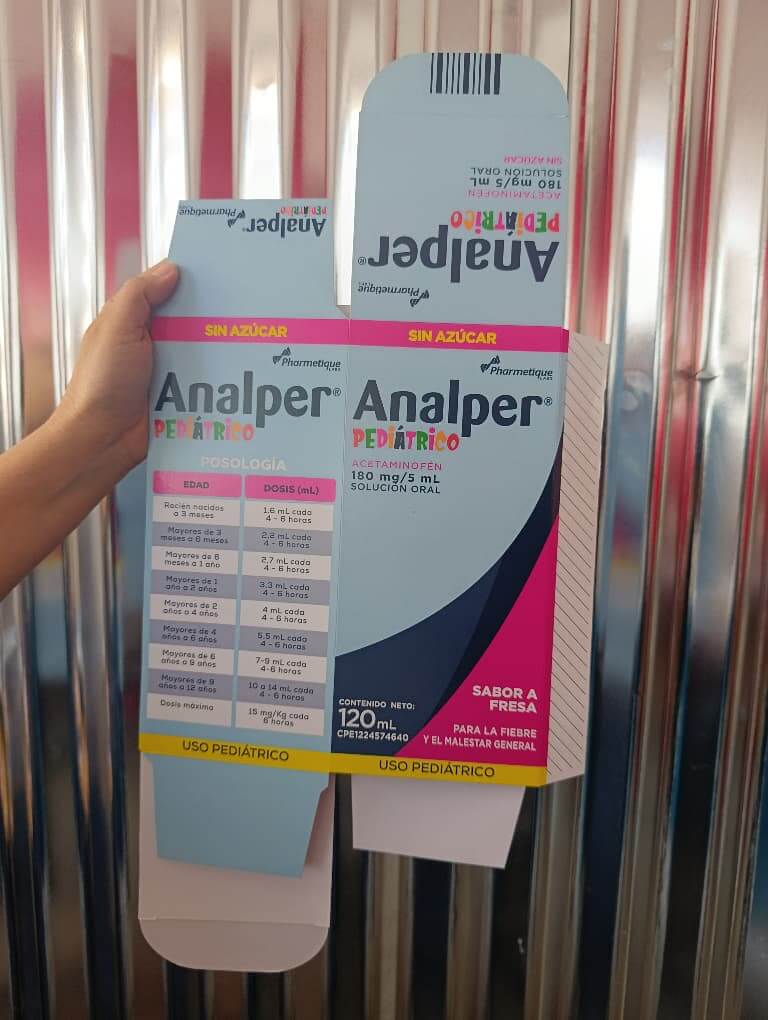 SIN AZÚCAR
SOLUCIÓN ORAL
180 mg/5 mL
ACETAMINOFÉN
PEDIÁTRICO
Analper®
Pharmetique
LABS
Pharmetique
LABS
PEDIÁTRICO
Analper®
SIN AZÚCAR
Pharmetique
LABS
Analper®
PEDIÁTRICO
POSOLOGÍA
EDAD DOSIS (mL)
Recién nacidos a 3 meses 1,6 mL cada 4 - 6 horas
Mayores de 3 meses a 6 meses 2,2 mL cada 4 - 6 horas
Mayores de 6 meses a 1 año 2,7 mL cada 4 - 6 horas
Mayores de 1 año a 2 años 3,3 mL cada 4 - 6 horas
Mayores de 2 años a 4 años 4 mL cada 4 - 6 horas
Mayores de 4 años a 6 años 5,5 mL cada 4 - 6 horas
Mayores de 6 años a 9 años 7-9 mL cada 4-6 horas
Mayores de 9 años a 12 años 10 a 14 mL cada 4 - 6 horas
Dosis máxima 15 mg/Kg cada 6 horas
USO PEDIÁTRICO
SIN AZÚCAR
Pharmetique
LABS
Analper®
PEDIÁTRICO
ACETAMINOFÉN
180 mg/5 mL
SOLUCIÓN ORAL
CONTENIDO NETO:
120 mL
CPE1224574640
SABOR A
FRESA
PARA LA FIEBRE
Y EL MALESTAR GENERAL
USO PEDIÁTRICO